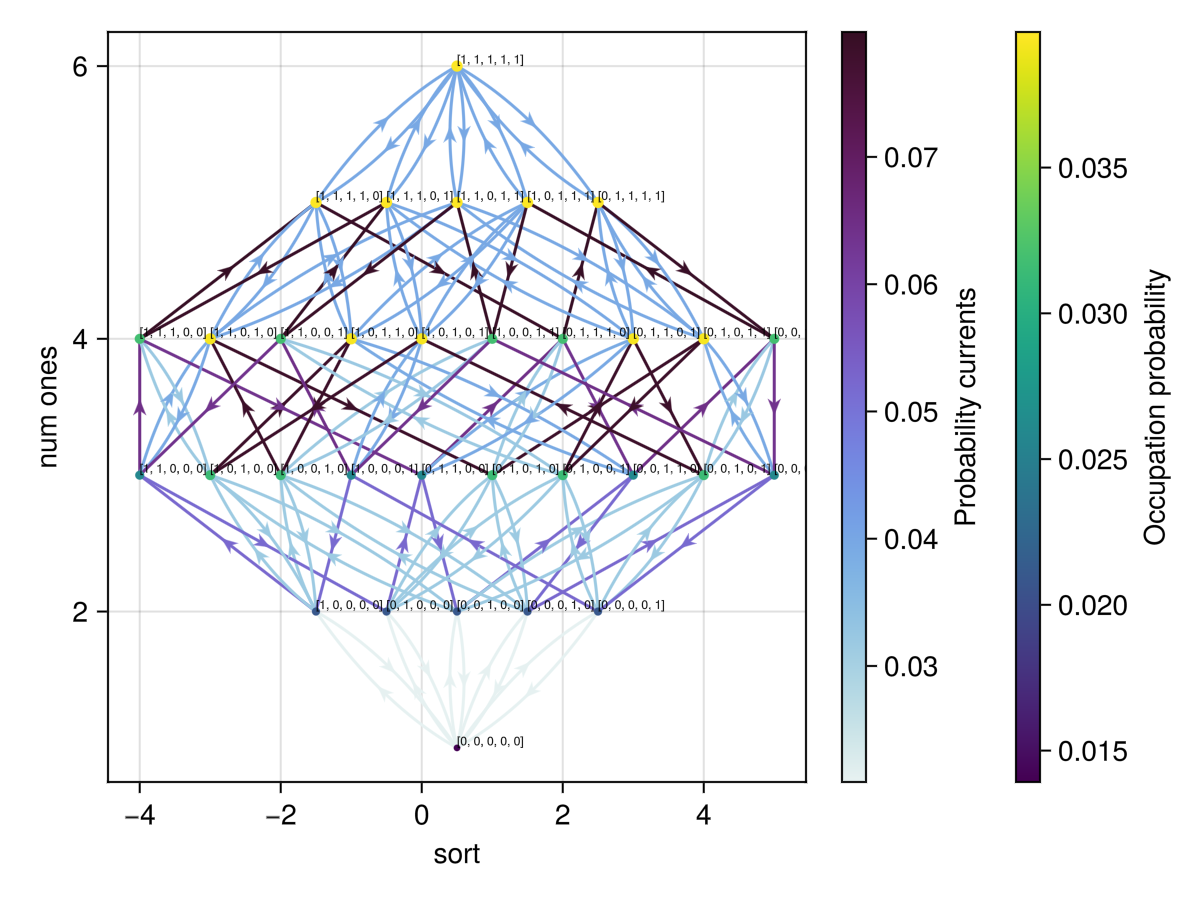 [1, 1, 1, 1, 1]
[1, 1, 1, 1, 0] [1, 1, 1, 0, 1] [1, 1, 0, 1, 1] [1, 0, 1, 1, 1] [0, 1, 1, 1, 1]
[1, 1, 1, 0, 0] [1, 1, 0, 1, 0] [1, 1, 0, 0, 1] [1, 0, 1, 1, 0] [1, 0, 1, 0, 1] [1, 0, 0, 1, 1] [0, 1, 1, 1, 0] [0, 1, 1, 0, 1] [0, 1, 0, 1, 1] [0, 0,
[1, 1, 0, 0, 0] [1, 0, 1, 0, 0] [1, 0, 0, 1, 0] [1, 0, 0, 0, 1] [0, 1, 1, 0, 0] [0, 1, 0, 1, 0] [0, 1, 0, 0, 1] [0, 0, 1, 0, 1] [0, 0,
[1, 0, 0, 0, 0] [0, 1, 0, 0, 0] [0, 0, 1, 0, 0] [0, 0, 0, 1, 0] [0, 0, 0, 0, 1]
[0, 0, 0, 0, 0]
6
4
2
num ones
−4 −2 0 2 4
sort
0.07
0.06
0.05
0.04
0.03
Probability currents
0.035
0.030
0.025
0.020
0.015
Occupation probability